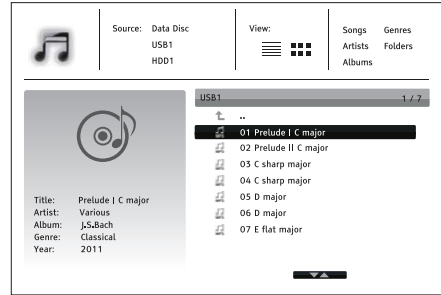 Source: Data Disc
USB1
HDD1
View:
Songs Genres
Artists Folders
Albums
USB1 1 / 7
..
01 Prelude I C major
02 Prelude II C major
03 C sharp major
04 C sharp major
05 D major
06 D major
07 E flat major
Title: Prelude I C major
Artist: Various
Album: J.S.Bach
Genre: Classical
Year: 2011